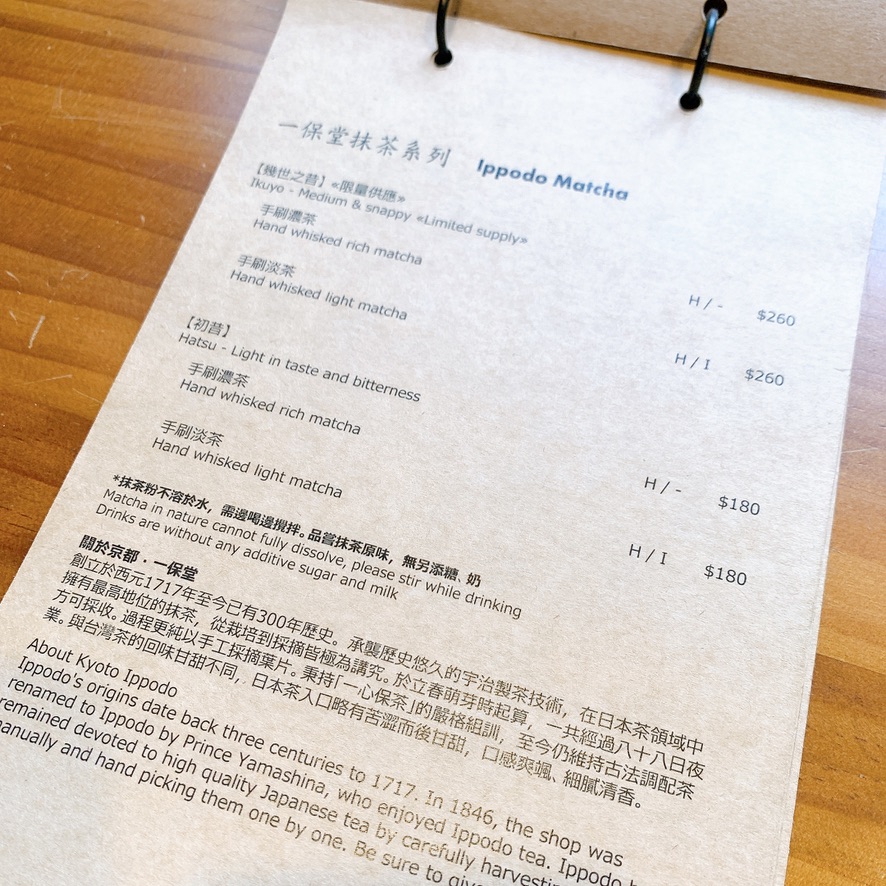 一保堂抹茶系列 Ippodo Matcha
【幾世之昔】«限量供應»
Ikuyo - Medium & snappy «Limited supply»
手刷濃茶
Hand whisked rich matcha H / - $260
手刷淡茶
Hand whisked light matcha H / I $260
【初昔】
Hatsu - Light in taste and bitterness
手刷濃茶
Hand whisked rich matcha H / - $180
手刷淡茶
Hand whisked light matcha H / I $180
*抹茶粉不溶於水，需邊喝邊攪拌。品嘗抹茶原味，無另添糖、奶
Matcha in nature cannot fully dissolve, please stir while drinking
Drinks are without any additive sugar and milk
關於京都．一保堂
創立於西元1717年至今已有300年歷史。承襲歷史悠久的宇治製茶技術，在日本茶領域中
擁有最高地位的抹茶，從栽培到採摘皆極為講究。於立春萌芽時起算，一共經過八十八日夜
方可採收。過程更純以手工採摘葉片。秉持「一心保茶」的嚴格組訓，至今仍維持古法調配茶
業。與台灣茶的回味甘甜不同，日本茶入口略有苦澀而後甘甜，口感爽颯、細膩清香。
About Kyoto Ippodo
Ippodo's origins date back three centuries to 1717. In 1846, the shop was
renamed to Ippodo by Prince Yamashina, who enjoyed Ippodo tea. Ippodo
remained devoted to high quality Japanese tea by carefully
and hand picking them one by one. Be sure to